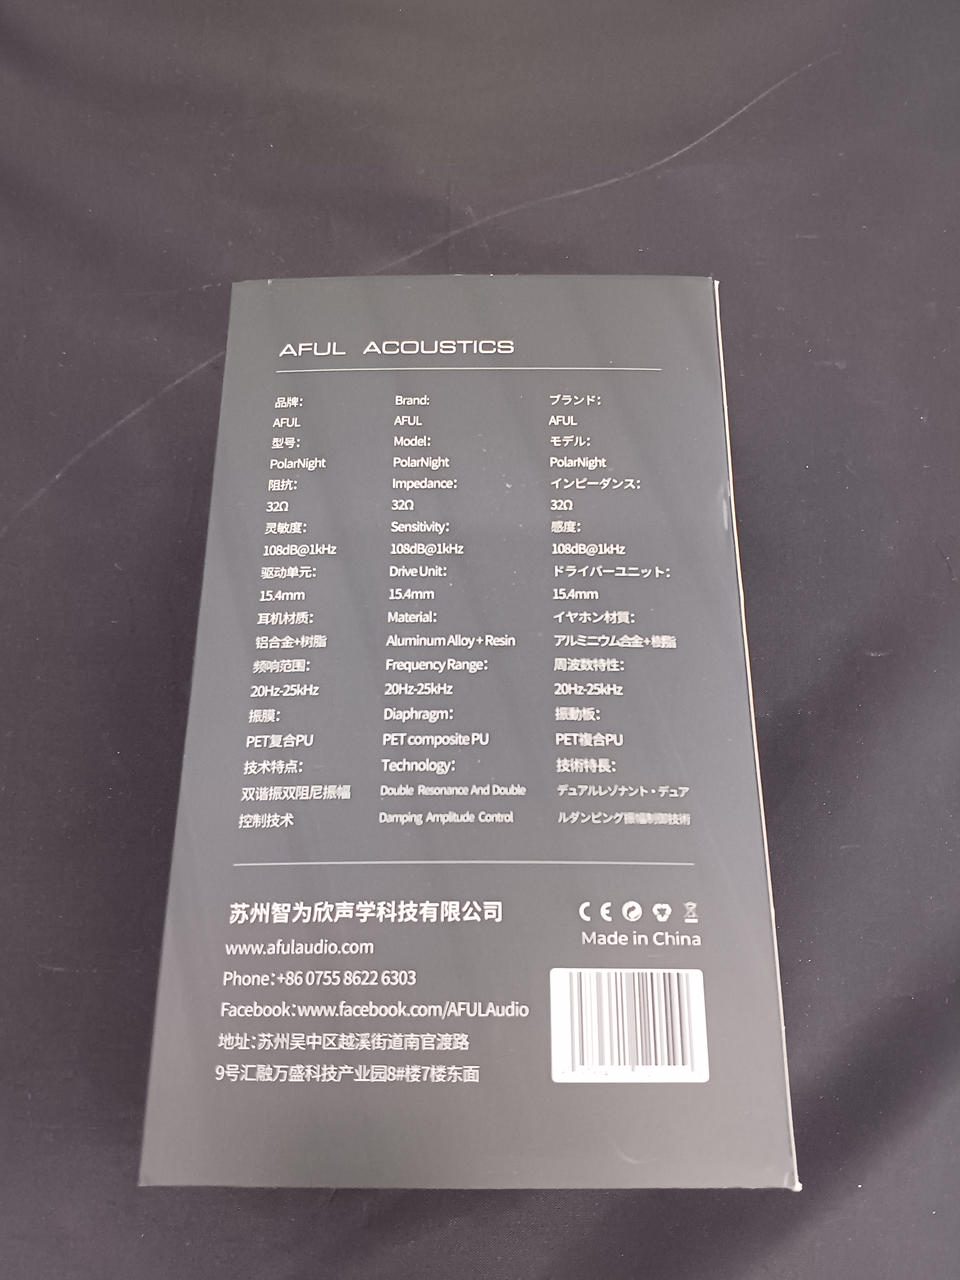 AFUL ACOUSTICS
品牌:
AFUL
型号:
PolarNight
阻抗:
32Ω
灵敏度:
108dB@1kHz
驱动单元:
15.4mm
耳机材质:
铝合金+树脂
频响范围:
20Hz-25kHz
振膜:
PET复合PU
技术特点:
双谐振双阻尼振幅
控制技术
Brand:
AFUL
Model:
PolarNight
Impedance:
32Ω
Sensitivity:
108dB@1kHz
Drive Unit:
15.4mm
Material:
Aluminum Alloy + Resin
Frequency Range:
20Hz-25kHz
Diaphragm:
PET composite PU
Technology:
Double Resonance And Double
Damping Amplitude Control
ブランド:
AFUL
モデル:
PolarNight
インピーダンス:
32Ω
感度:
108dB@1kHz
ドライバーユニット:
15.4mm
イヤホン材質:
アルミニウム合金+樹脂
周波数特性:
20Hz-25kHz
振動板:
PET複合PU
技術特長:
デュアルレゾナント・デュア
ルダンピング振幅制御技術
苏州智为欣声学科技有限公司
www.afulaudio.com
Phone:+86 0755 8622 6303
Facebook:www.facebook.com/AFULAudio
地址:苏州吴中区越溪街道南官渡路
9号汇融万盛科技产业园8#楼7楼东面
CE
Made in China